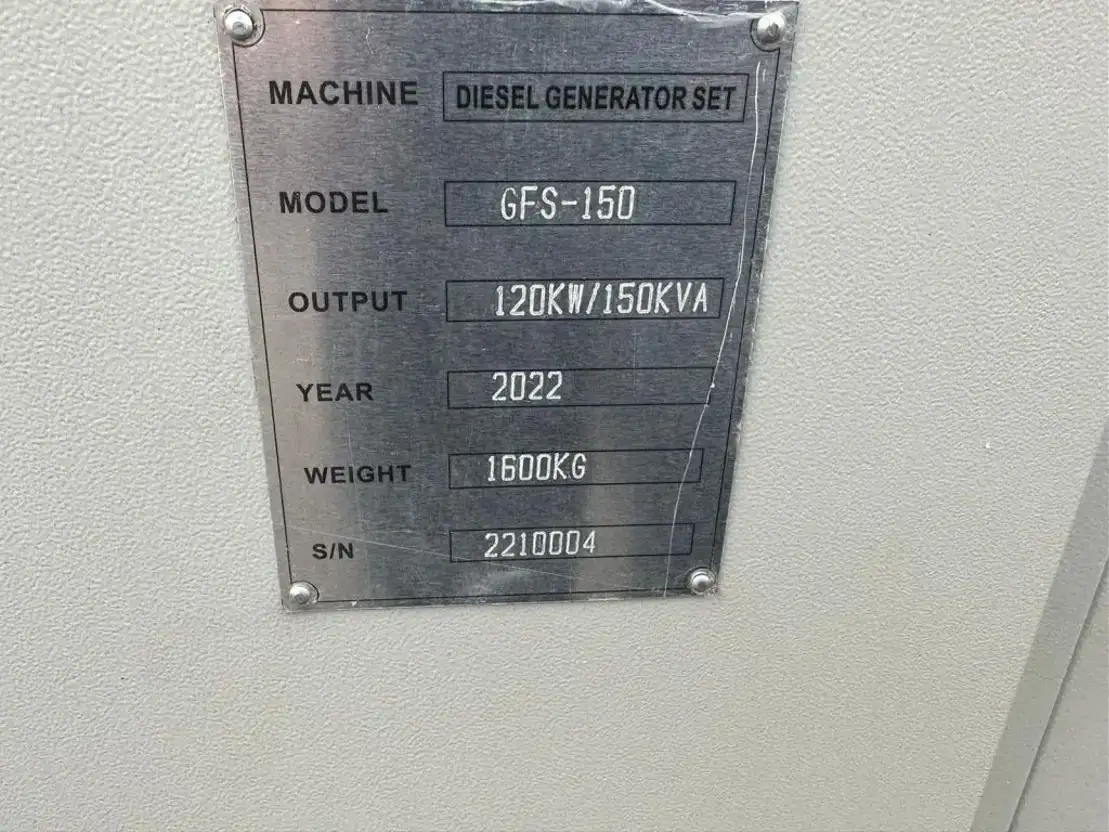 MACHINE DIESEL GENERATOR SET
MODEL GFS-150
OUTPUT 120KW/150KVA
YEAR 2022
WEIGHT 1600KG
S/N 2210004